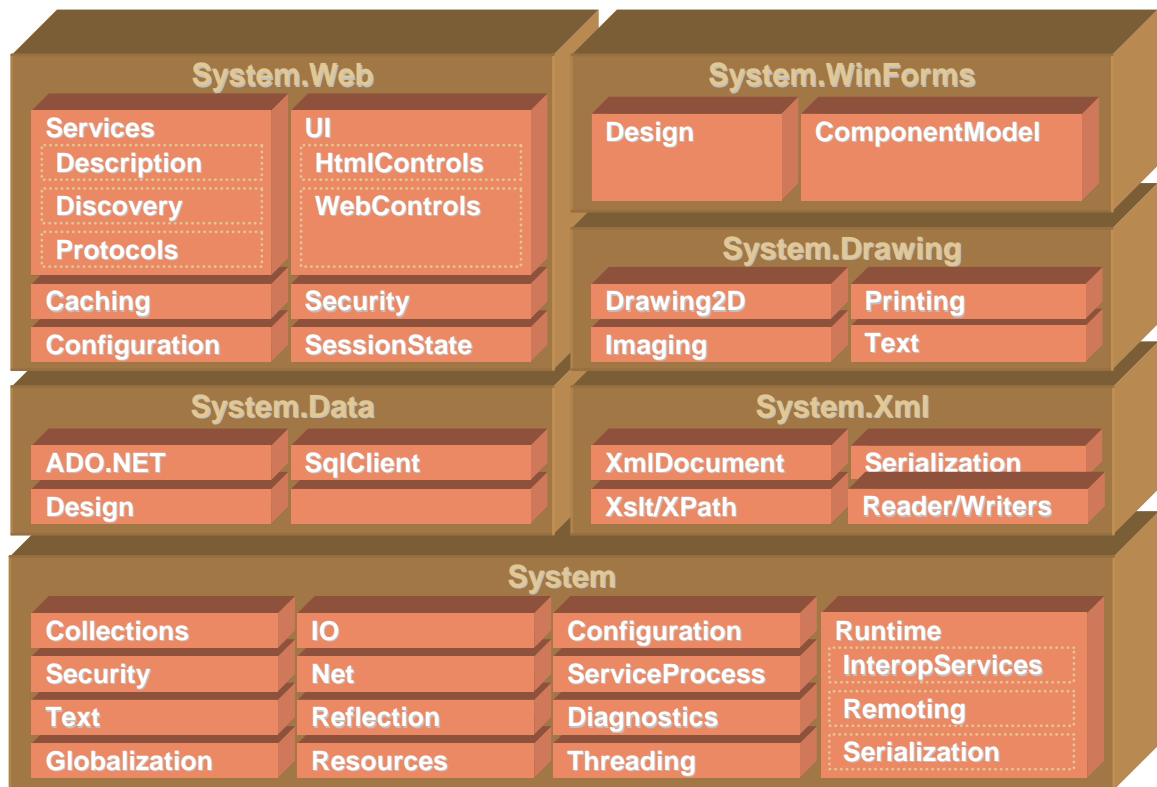 System.Web
Services
Description
Discovery
Protocols
UI
HtmlControls
WebControls
Caching
Security
Configuration
SessionState
System.WinForms
Design
ComponentModel
System.Drawing
Drawing2D
Printing
Imaging
Text
System.Data
ADO.NET
SqlClient
Design
System.Xml
XmlDocument
Serialization
Xslt/XPath
Reader/Writers
System
Collections
Security
Text
Globalization
IO
Net
Reflection
Resources
Configuration
ServiceProcess
Diagnostics
Threading
Runtime
InteropServices
Remoting
Serialization